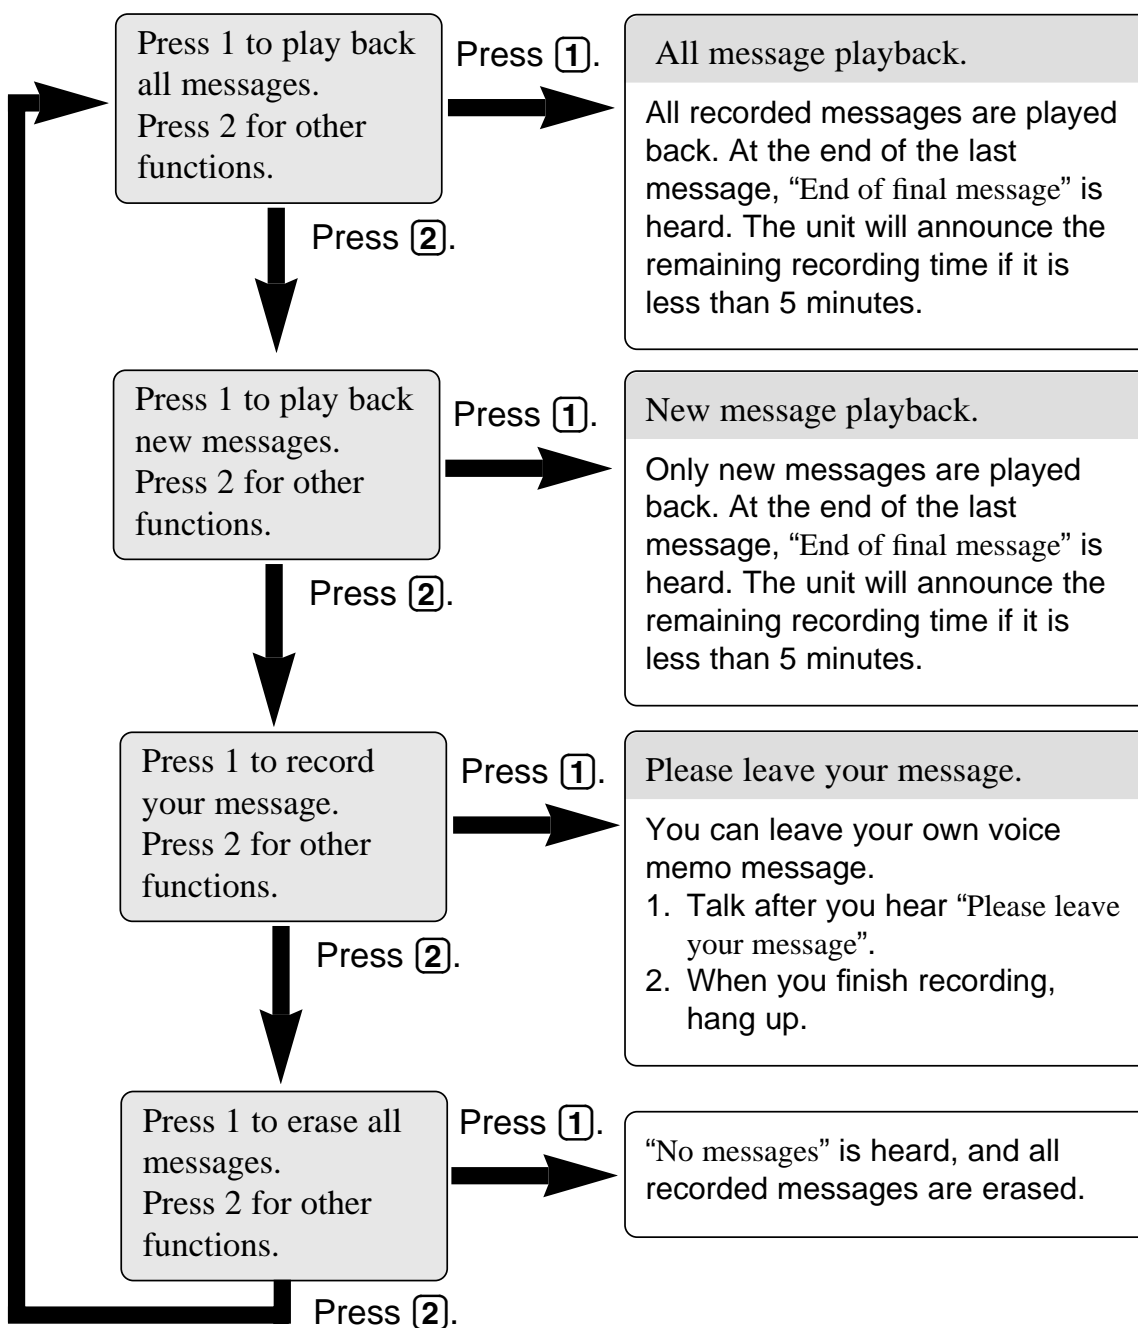 Press 1 to play back
all messages.
Press 2 for other
functions.
Press 1.
All message playback.
All recorded messages are played
back. At the end of the last
message, “End of final message” is
heard. The unit will announce the
remaining recording time if it is
less than 5 minutes.
Press 2.
Press 1 to play back
new messages.
Press 2 for other
functions.
Press 1.
New message playback.
Only new messages are played
back. At the end of the last
message, “End of final message” is
heard. The unit will announce the
remaining recording time if it is
less than 5 minutes.
Press 2.
Press 1 to record
your message.
Press 2 for other
functions.
Press 1.
Please leave your message.
You can leave your own voice
memo message.
1. Talk after you hear “Please leave
your message”.
2. When you finish recording,
hang up.
Press 2.
Press 1 to erase all
messages.
Press 2 for other
functions.
Press 1.
“No messages” is heard, and all
recorded messages are erased.
Press 2.